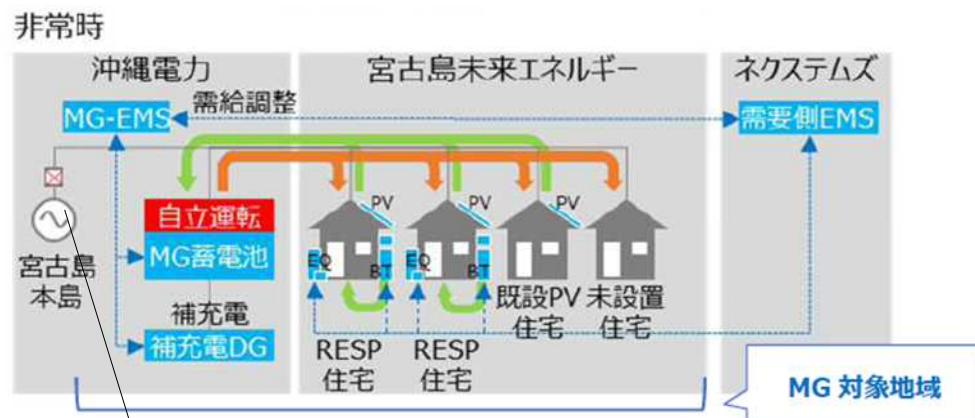 非常時
沖縄電力
宮古島未来エネルギー
ネクステムズ
MG-EMS
需給調整
需要側EMS
自立運転
MG蓄電池
宮古島
本島
補充電
補充電DG
PV
PV
PV
EQ
BT
EQ
BT
RESP
住宅
RESP
住宅
既設PV
住宅
未設置
住宅
MG 対象地域